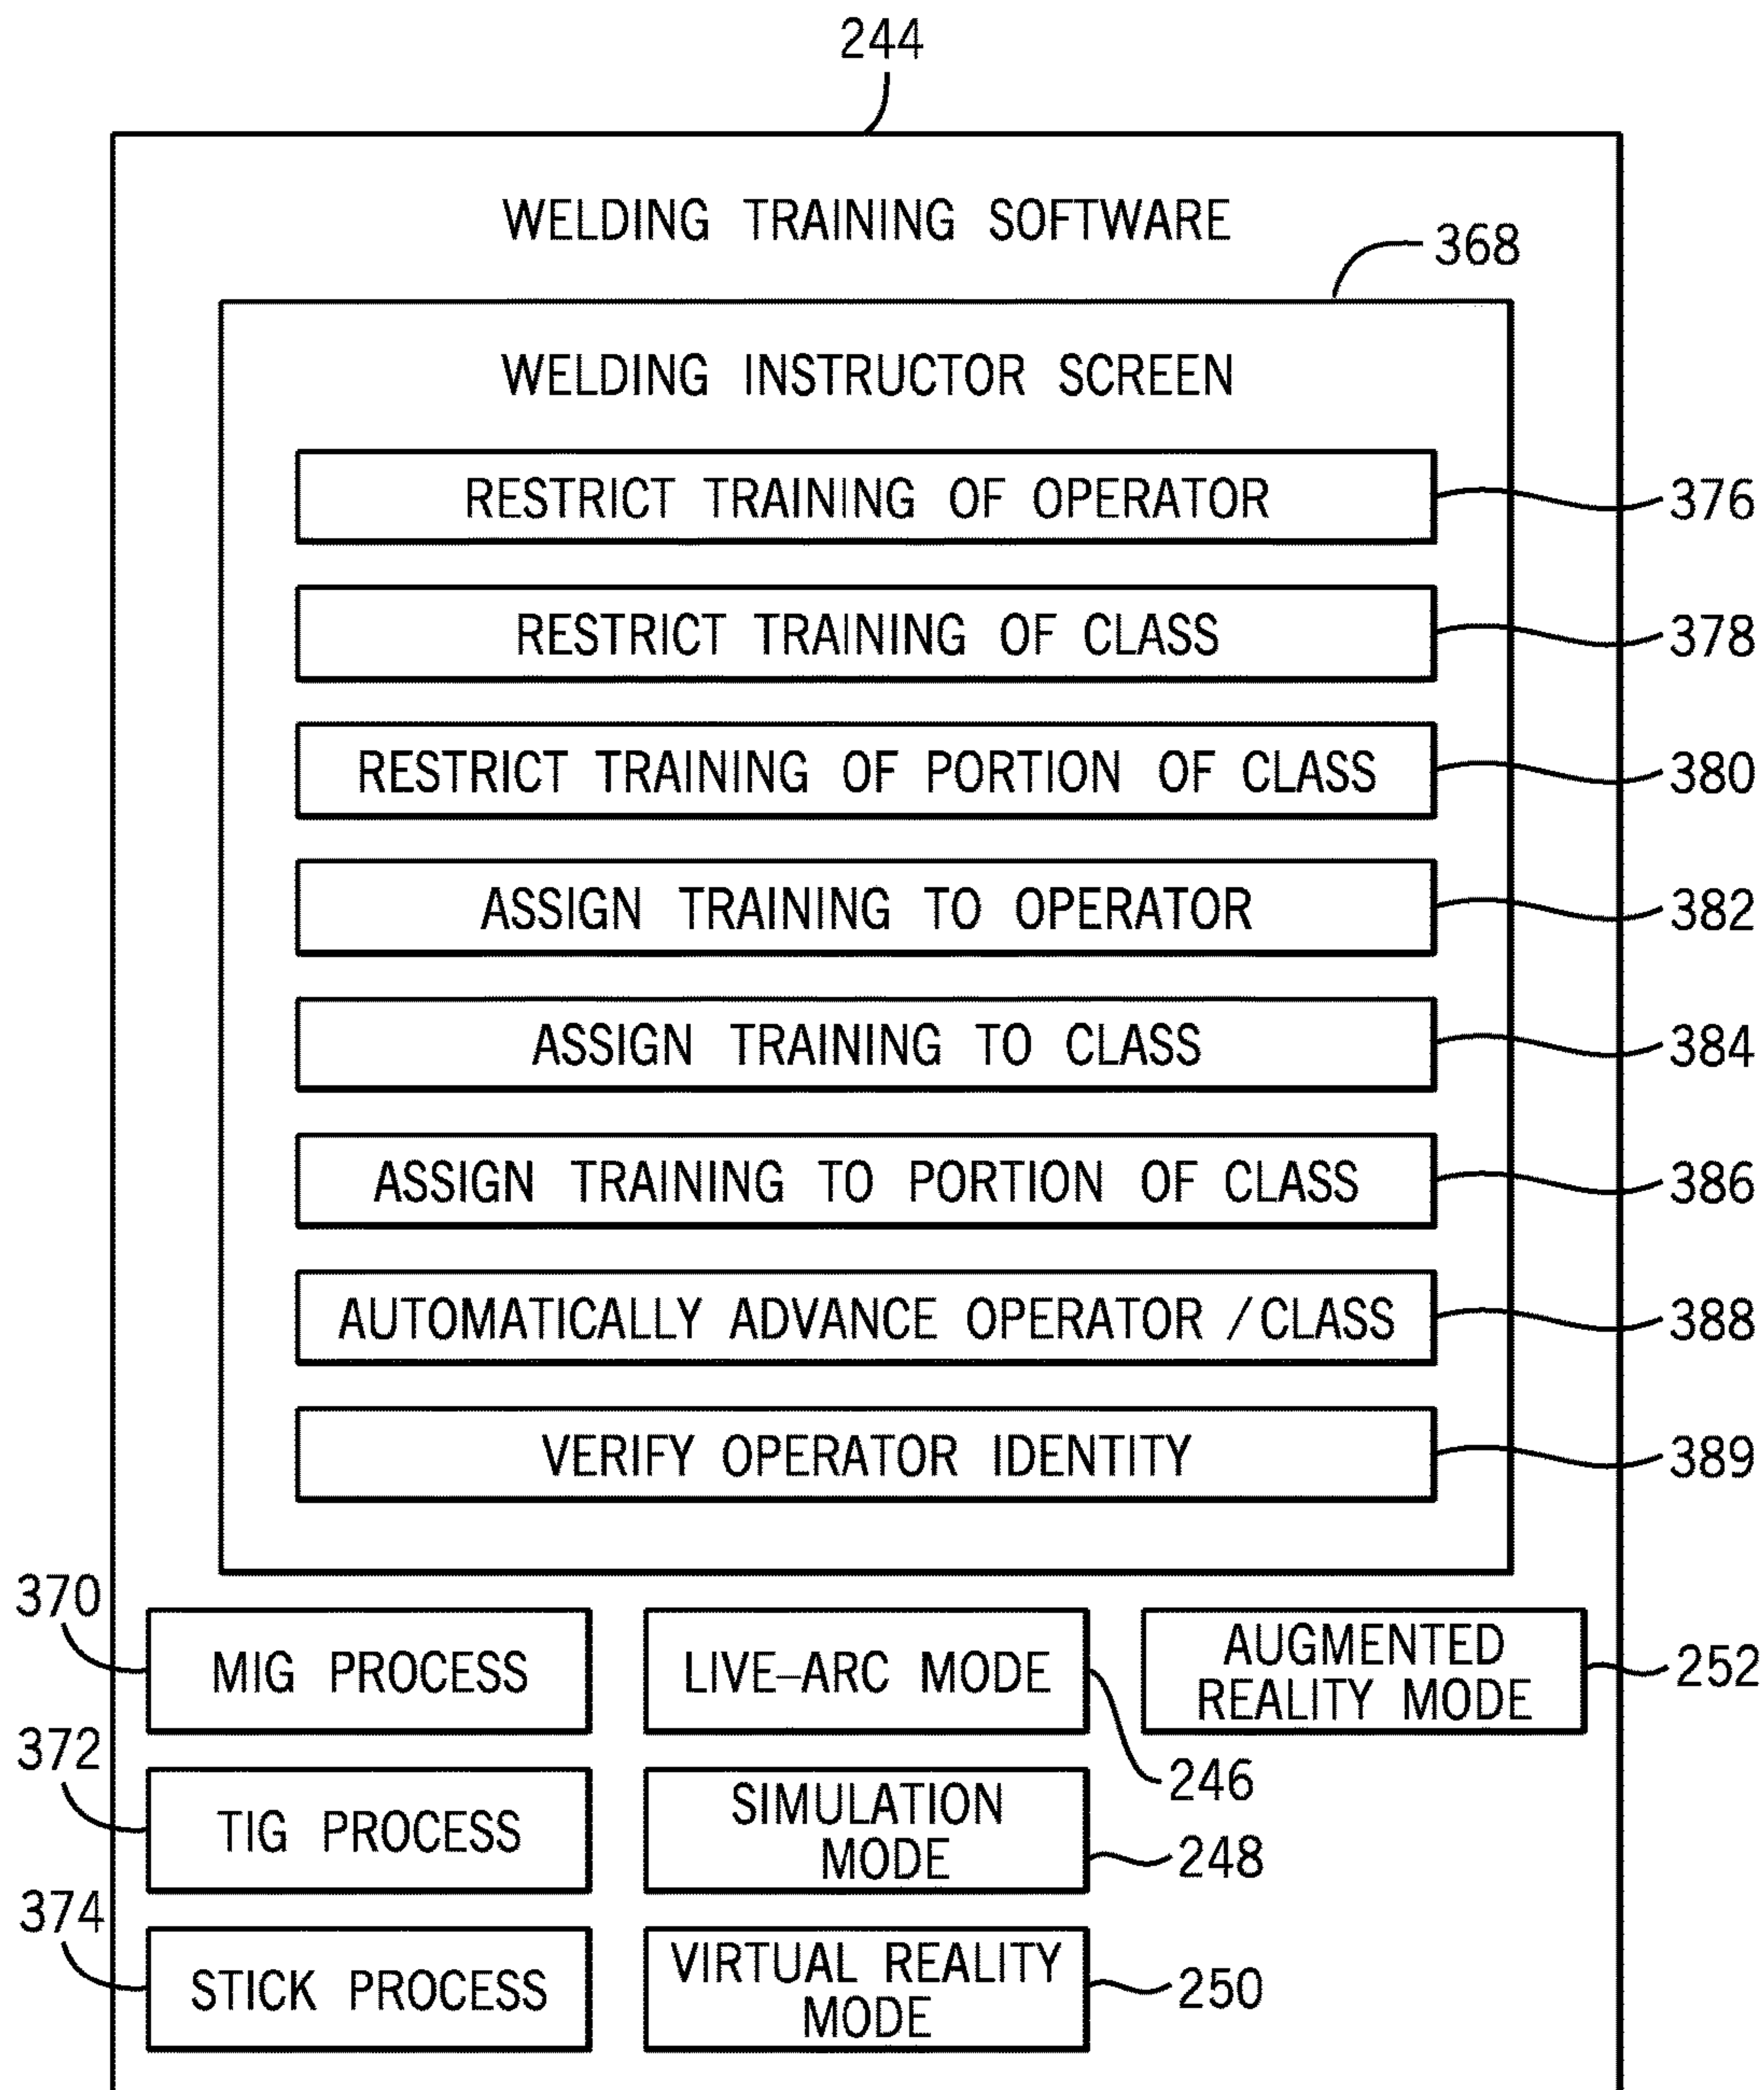 244
WELDING TRAINING SOFTWARE
368
WELDING INSTRUCTOR SCREEN
RESTRICT TRAINING OF OPERATOR
376
RESTRICT TRAINING OF CLASS
378
RESTRICT TRAINING OF PORTION OF CLASS
380
ASSIGN TRAINING TO OPERATOR
382
ASSIGN TRAINING TO CLASS
384
ASSIGN TRAINING TO PORTION OF CLASS
386
AUTOMATICALLY ADVANCE OPERATOR / CLASS
388
VERIFY OPERATOR IDENTITY
389
370
MIG PROCESS
LIVE–ARC MODE
246
AUGMENTED
REALITY MODE
252
372
TIG PROCESS
SIMULATION
MODE
248
374
STICK PROCESS
VIRTUAL REALITY
MODE
250